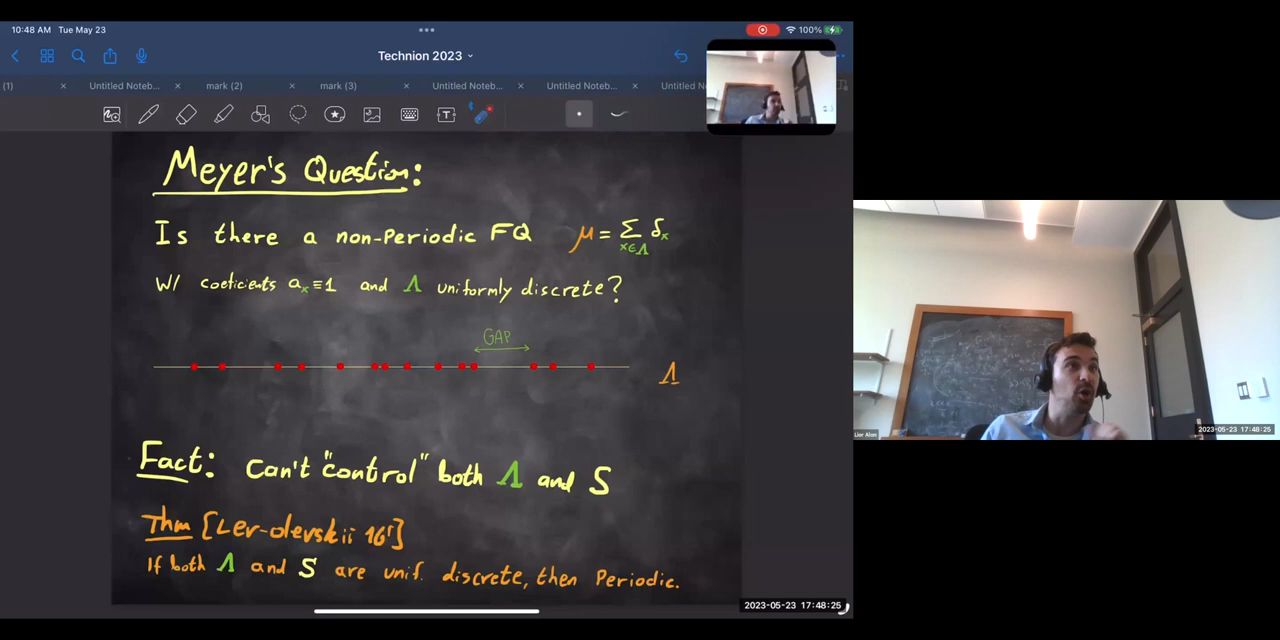 10:48 AM Tue May 23
100%
Technion 2023
(1)
Untitled Noteb...
mark (2)
mark (3)
Untitled Noteb...
Untitled Noteb...
Untitled No
Meyer's Question:
Is there a non-Periodic FQ μ = Σ δx
x∈Λ
W/ coeficients ax ≡ 1 and Λ uniformly discrete?
GAP
Λ
Fact: Can't "control" both Λ and S
Thm [Lev-olevskii 16']
If both Λ and S are unif. discrete, then Periodic.
2023-05-23 17:48:25
Lior Alon
2023-05-23 17:48:25